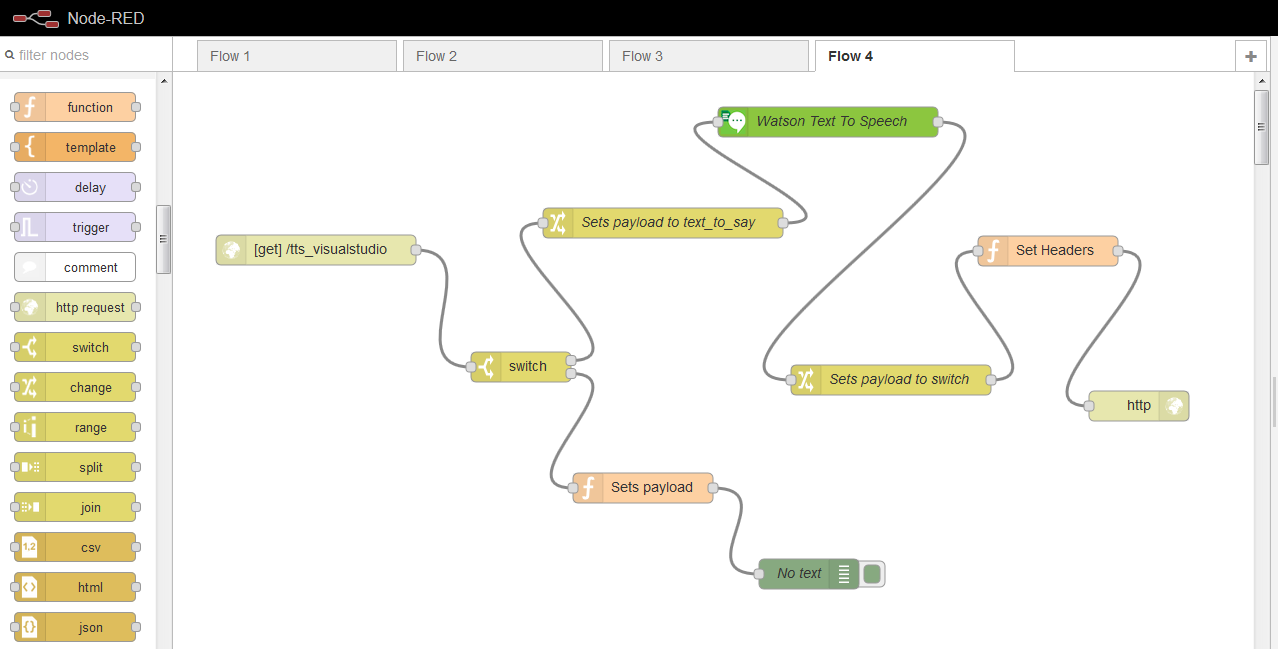 Node-RED
filter nodes
Flow 1
Flow 2
Flow 3
Flow 4
+
function
template
delay
trigger
comment
http request
switch
change
range
split
join
1,2 csv
html
json
Watson Text To Speech
Sets payload to text_to_say
[get] /tts_visualstudio
Set Headers
switch
Sets payload to switch
http
Sets payload
No text